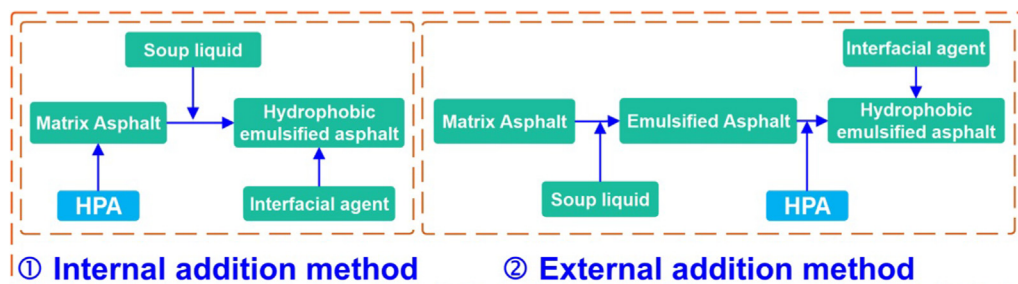 Soup liquid
Matrix Asphalt
Hydrophobic
emulsified asphalt
HPA
Interfacial agent
① Internal addition method
Interfacial agent
Matrix Asphalt
Emulsified Asphalt
Hydrophobic
emulsified asphalt
Soup liquid
HPA
② External addition method